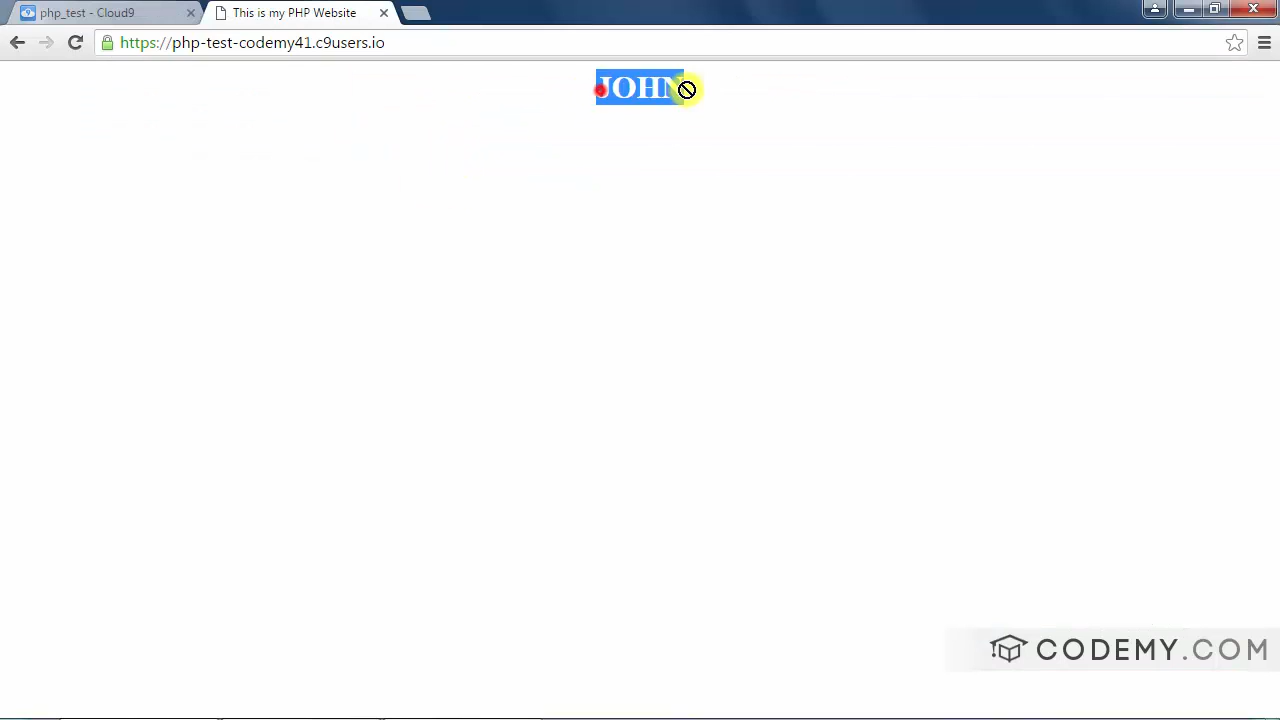 php_test - Cloud9
This is my PHP Website
https://php-test-codemy41.c9users.io
JOHN
CODEMY.COM